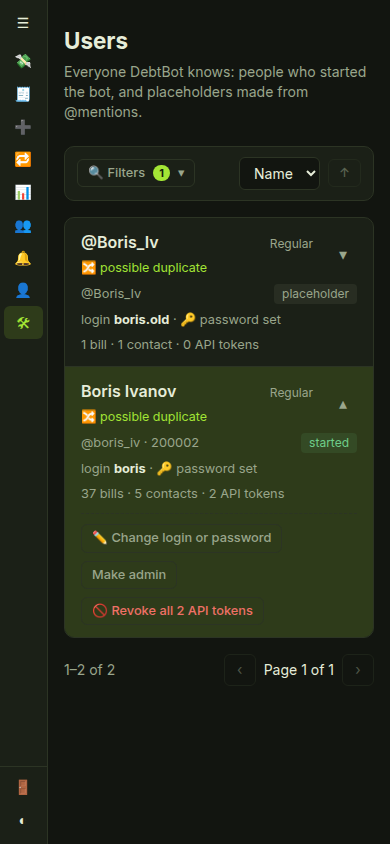 Users
Everyone DebtBot knows: people who started
the bot, and placeholders made from
@mentions.
Filters 1 ▾
Name
↑
@Boris_Iv Regular ▼
possible duplicate
@Boris_Iv placeholder
login boris.old · password set
1 bill · 1 contact · 0 API tokens
Boris Ivanov Regular ▲
possible duplicate
@boris_iv · 200002 started
login boris · password set
37 bills · 5 contacts · 2 API tokens
Change login or password
Make admin
Revoke all 2 API tokens
1–2 of 2 ‹ Page 1 of 1 ›